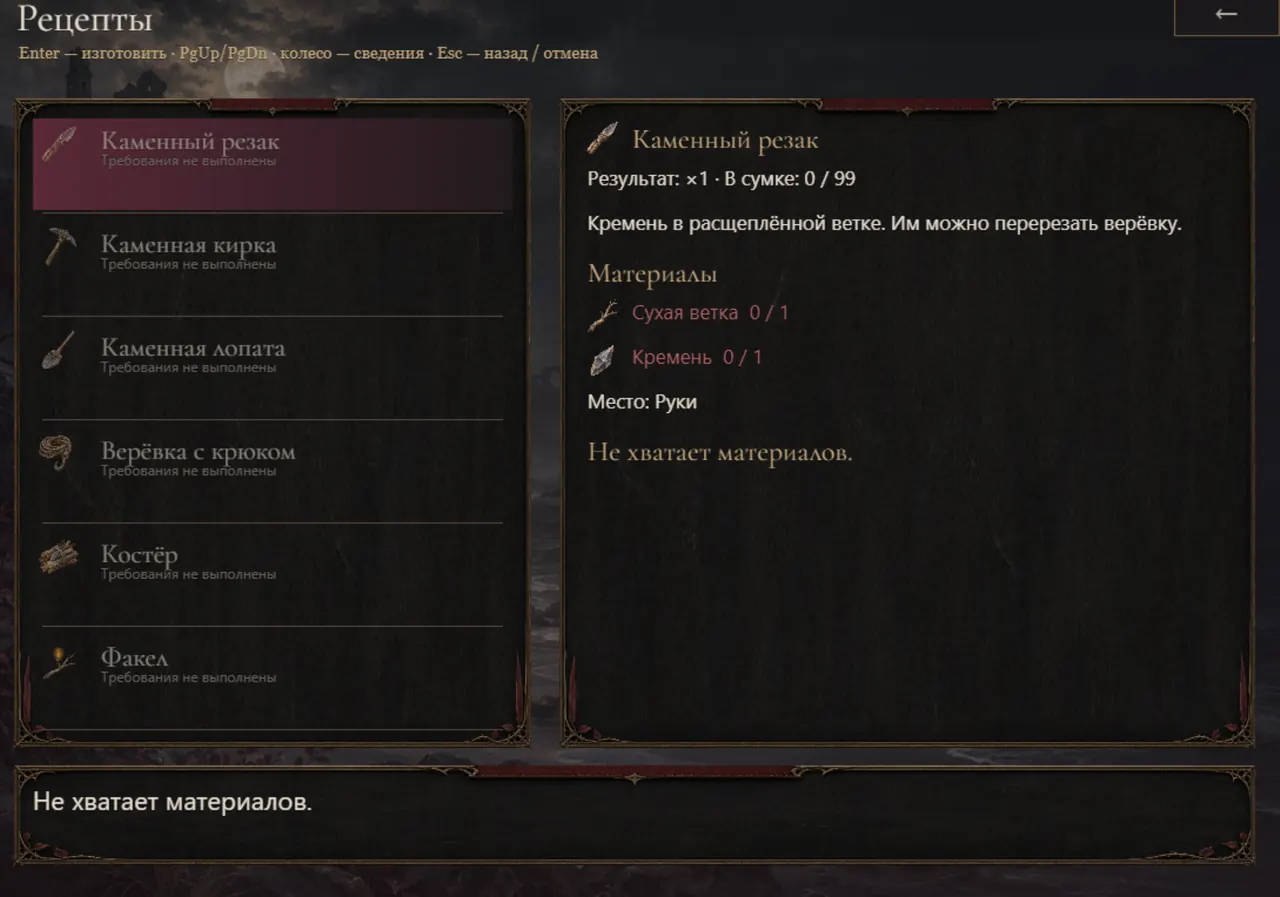 Рецепты
←
Enter — изготовить · PgUp/PgDn · колесо — сведения · Esc — назад / отмена
Каменный резак
Требования не выполнены
Каменная кирка
Требования не выполнены
Каменная лопата
Требования не выполнены
Верёвка с крюком
Требования не выполнены
Костёр
Требования не выполнены
Факел
Требования не выполнены
Каменный резак
Результат: ×1 · В сумке: 0 / 99
Кремень в расщеплённой ветке. Им можно перерезать верёвку.
Материалы
Сухая ветка 0 / 1
Кремень 0 / 1
Место: Руки
Не хватает материалов.
Не хватает материалов.